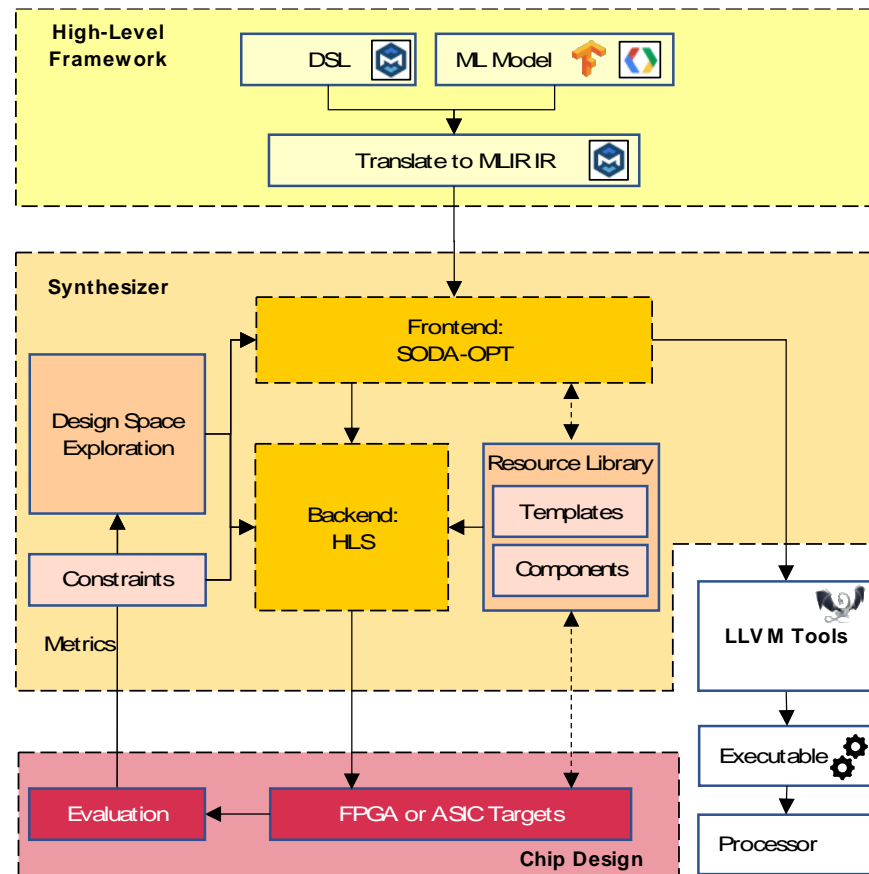 High-Level
Framework
DSL
ML Model
Translate to MLIR IR
Synthesizer
Frontend:
SODA-OPT
Design Space
Exploration
Resource Library
Templates
Components
Backend:
HLS
Constraints
Metrics
LLVM Tools
Executable
Evaluation
FPGA or ASIC Targets
Processor
Chip Design